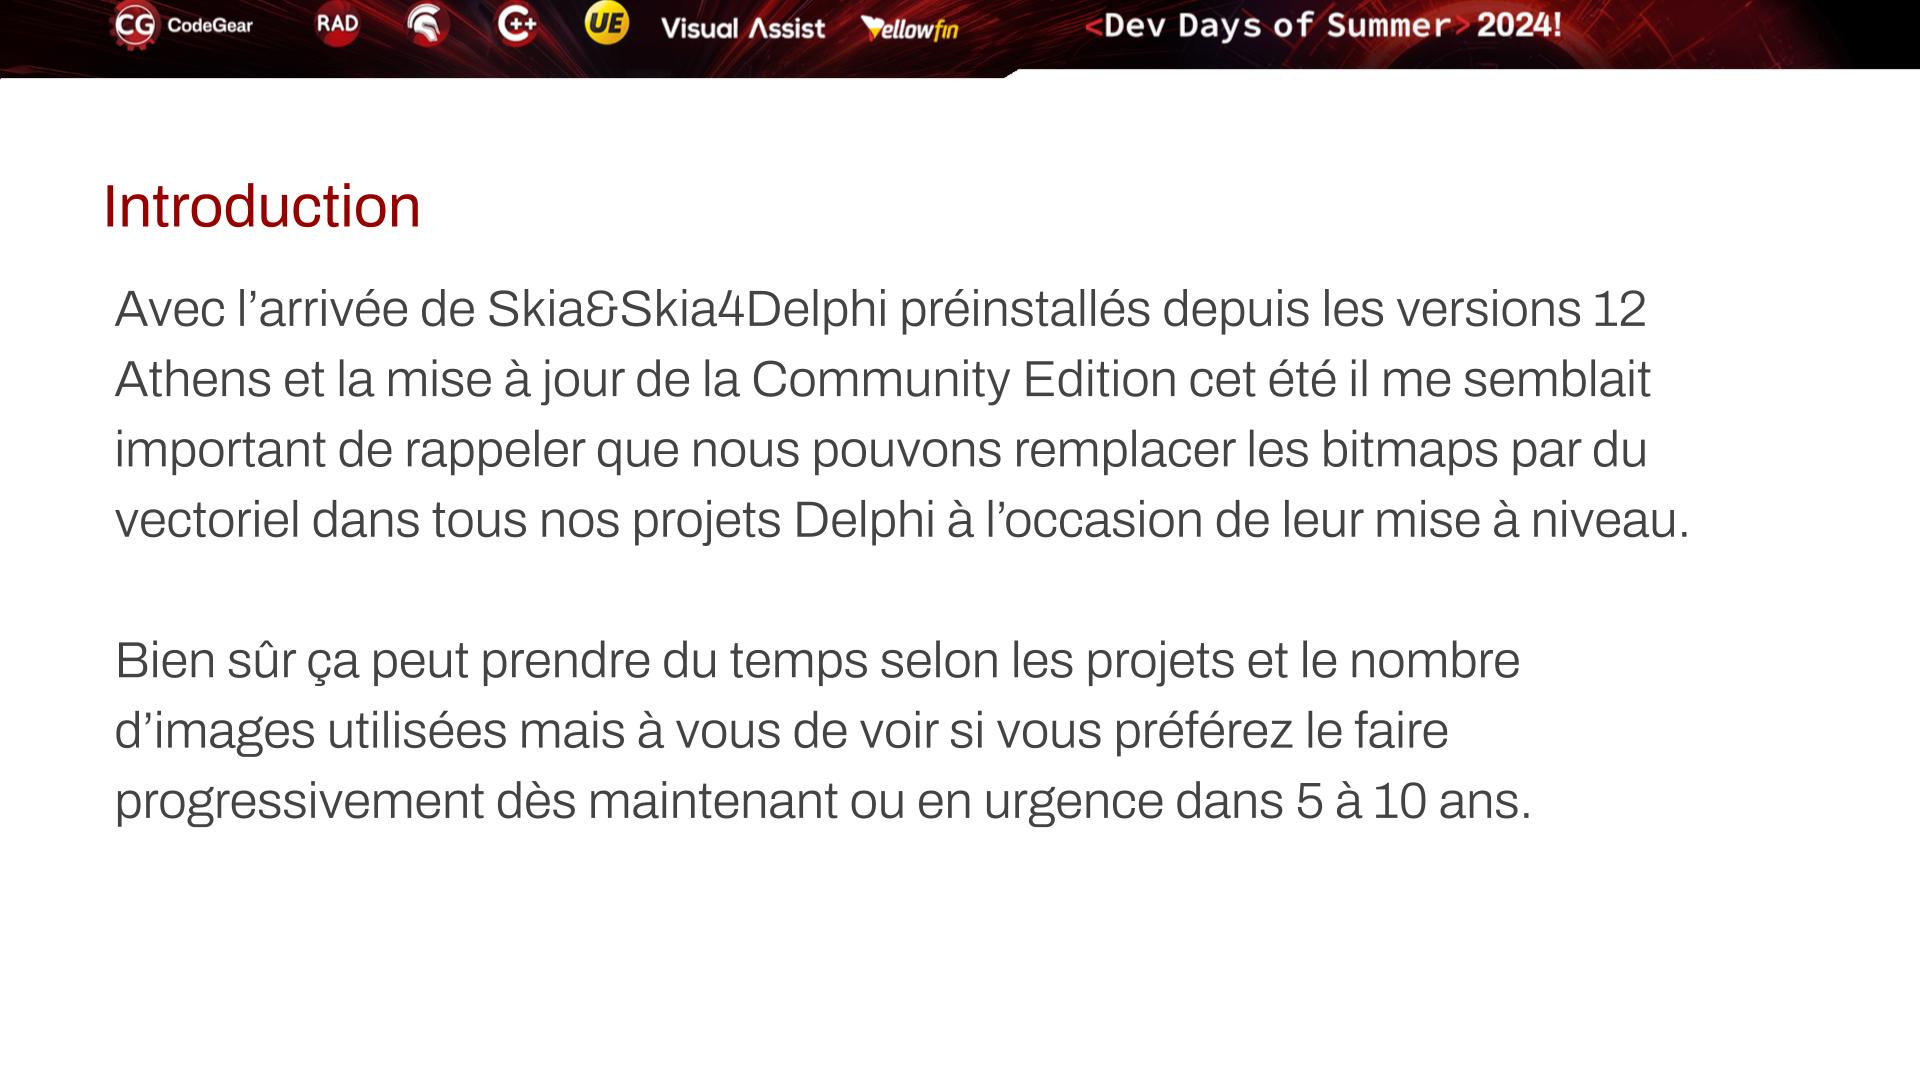 CG CodeGear RAD C++ UE Visual Assist Yellowfin <Dev Days of Summer> 2024!
Introduction
Avec l’arrivée de Skia&Skia4Delphi préinstallés depuis les versions 12
Athens et la mise à jour de la Community Edition cet été il me semblait
important de rappeler que nous pouvons remplacer les bitmaps par du
vectoriel dans tous nos projets Delphi à l’occasion de leur mise à niveau.
Bien sûr ça peut prendre du temps selon les projets et le nombre
d’images utilisées mais à vous de voir si vous préférez le faire
progressivement dès maintenant ou en urgence dans 5 à 10 ans.